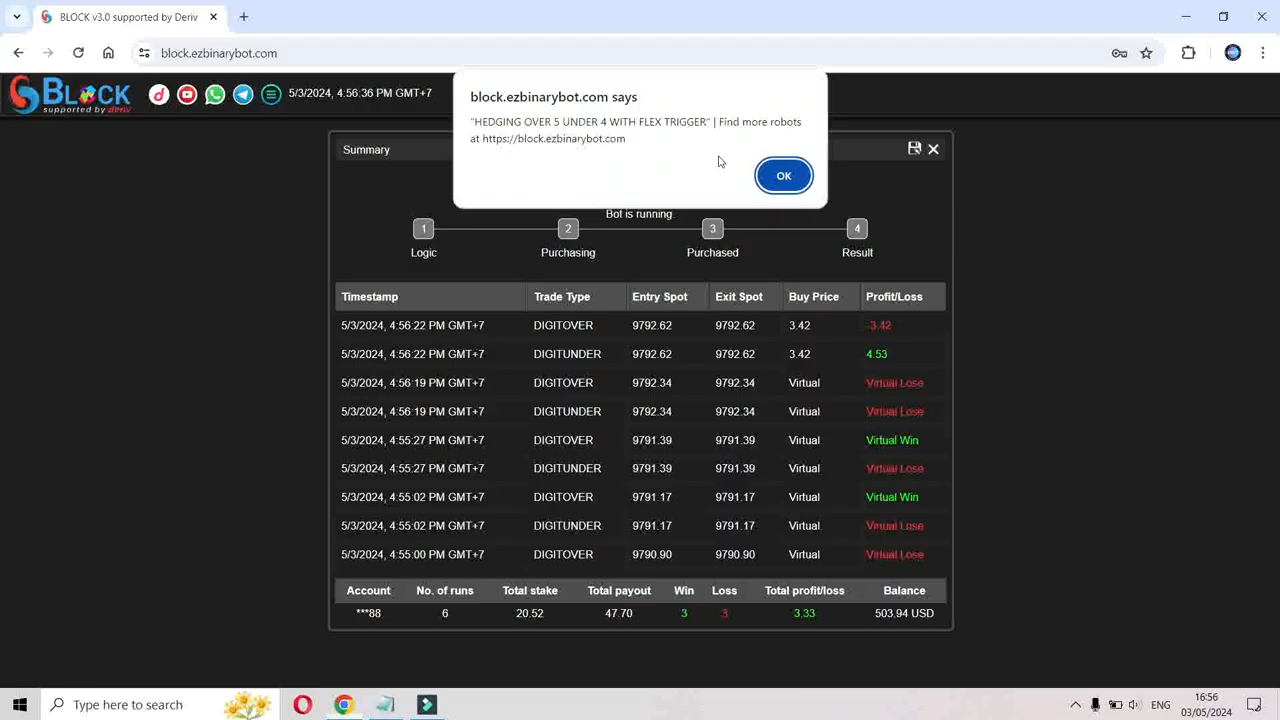 BLOCK v3.0 supported by Deriv
block.ezbinarybot.com
BLOCK
supported by deriv
5/3/2024, 4:56:36 PM GMT+7
block.ezbinarybot.com says
"HEDGING OVER 5 UNDER 4 WITH FLEX TRIGGER" | Find more robots
at https://block.ezbinarybot.com
OK
Summary
Bot is running.
1 2 3 4
Logic Purchasing Purchased Result
Timestamp Trade Type Entry Spot Exit Spot Buy Price Profit/Loss
5/3/2024, 4:56:22 PM GMT+7 DIGITOVER 9792.62 9792.62 3.42 -3.42
5/3/2024, 4:56:22 PM GMT+7 DIGITUNDER 9792.62 9792.62 3.42 4.53
5/3/2024, 4:56:19 PM GMT+7 DIGITOVER 9792.34 9792.34 Virtual Virtual Lose
5/3/2024, 4:56:19 PM GMT+7 DIGITUNDER 9792.34 9792.34 Virtual Virtual Lose
5/3/2024, 4:55:27 PM GMT+7 DIGITOVER 9791.39 9791.39 Virtual Virtual Win
5/3/2024, 4:55:27 PM GMT+7 DIGITUNDER 9791.39 9791.39 Virtual Virtual Lose
5/3/2024, 4:55:02 PM GMT+7 DIGITOVER 9791.17 9791.17 Virtual Virtual Win
5/3/2024, 4:55:02 PM GMT+7 DIGITUNDER 9791.17 9791.17 Virtual Virtual Lose
5/3/2024, 4:55:00 PM GMT+7 DIGITOVER 9790.90 9790.90 Virtual Virtual Lose
Account No. of runs Total stake Total payout Win Loss Total profit/loss Balance
***88 6 20.52 47.70 3 3 3.33 503.94 USD
Type here to search
ENG
16:56
03/05/2024